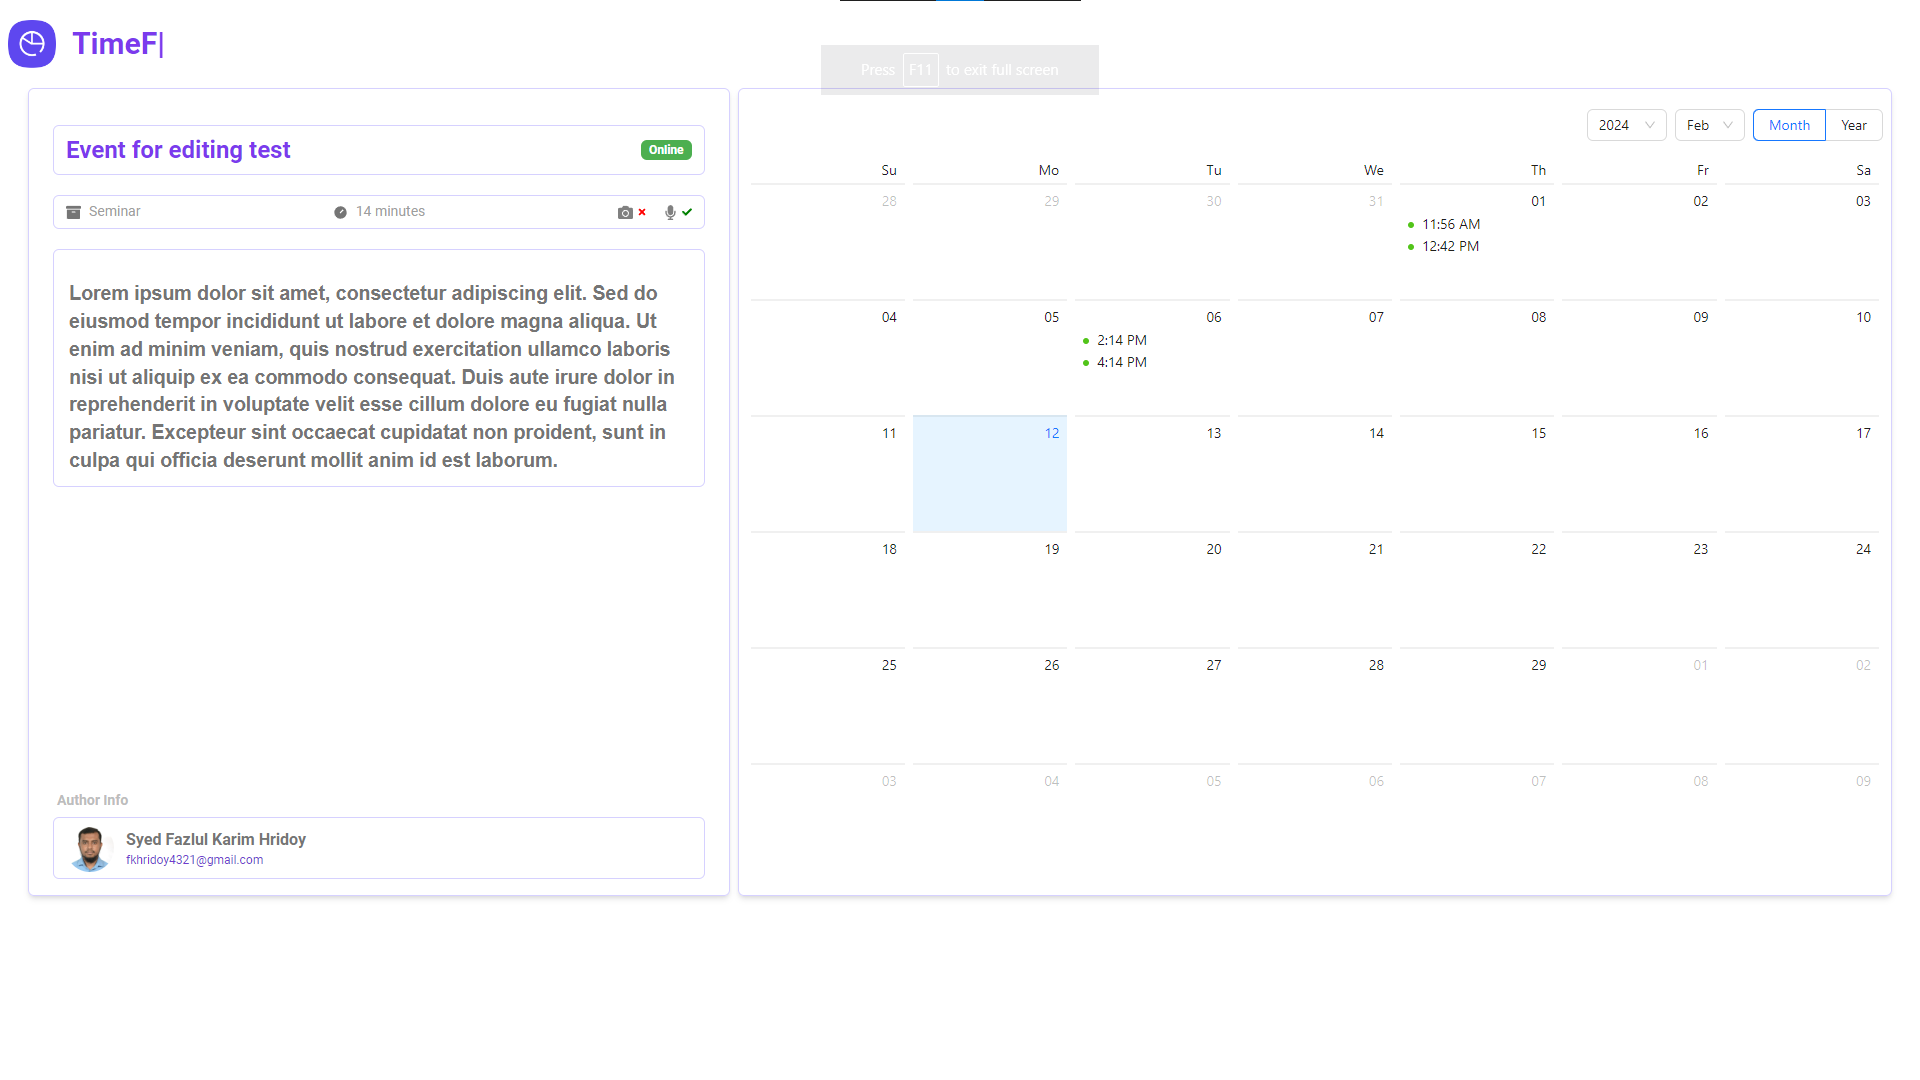 TimeF|
Press F11 to exit full screen
Event for editing test
Online
Seminar
14 minutes
Lorem ipsum dolor sit amet, consectetur adipiscing elit. Sed do
eiusmod tempor incididunt ut labore et dolore magna aliqua. Ut
enim ad minim veniam, quis nostrud exercitation ullamco laboris
nisi ut aliquip ex ea commodo consequat. Duis aute irure dolor in
reprehenderit in voluptate velit esse cillum dolore eu fugiat nulla
pariatur. Excepteur sint occaecat cupidatat non proident, sunt in
culpa qui officia deserunt mollit anim id est laborum.
Author Info
Syed Fazlul Karim Hridoy
fkhridoy4321@gmail.com
2024 Feb Month Year
Su Mo Tu We Th Fr Sa
28 29 30 31 01 02 03
11:56 AM
12:42 PM
04 05 06 07 08 09 10
2:14 PM
4:14 PM
11 12 13 14 15 16 17
18 19 20 21 22 23 24
25 26 27 28 29 01 02
03 04 05 06 07 08 09